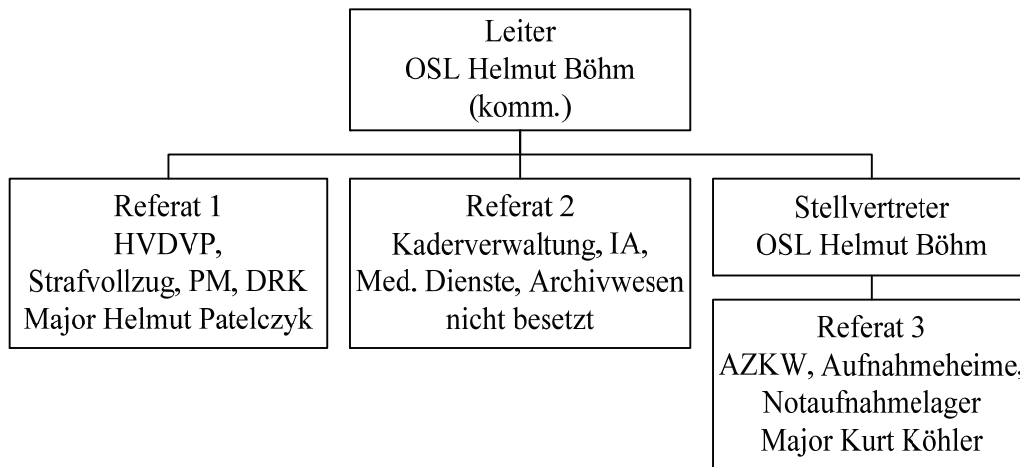 Leiter
OSL Helmut Böhm
(komm.)
Referat 1
HVDVP,
Strafvollzug, PM, DRK
Major Helmut Patelczyk
Referat 2
Kaderverwaltung, IA,
Med. Dienste, Archivwesen
nicht besetzt
Stellvertreter
OSL Helmut Böhm
Referat 3
AZKW, Aufnahmeheime,
Notaufnahmelager
Major Kurt Köhler